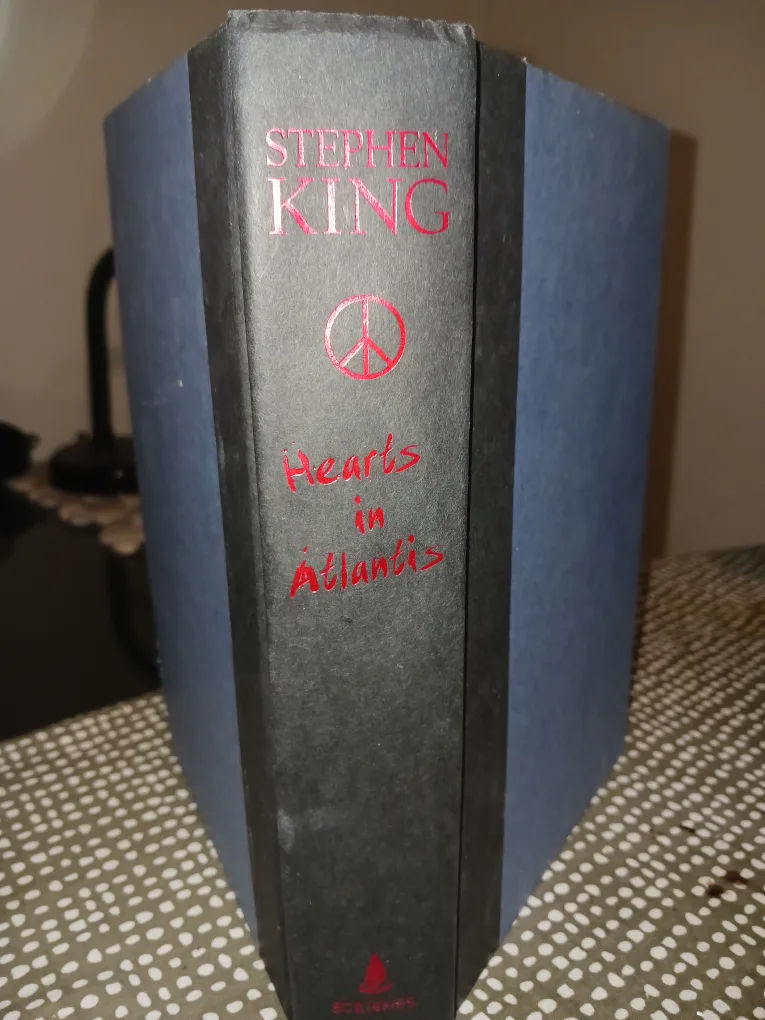 STEPHEN
KING
Hearts
in
Atlantis
SCRIBNER